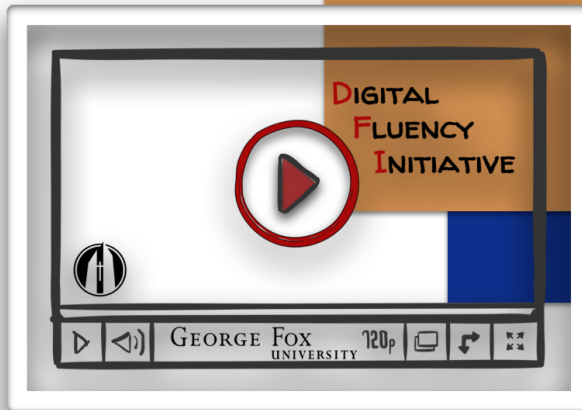 DIGITAL
FLUENCY
INITIATIVE
GEORGE FOX
UNIVERSITY
720p